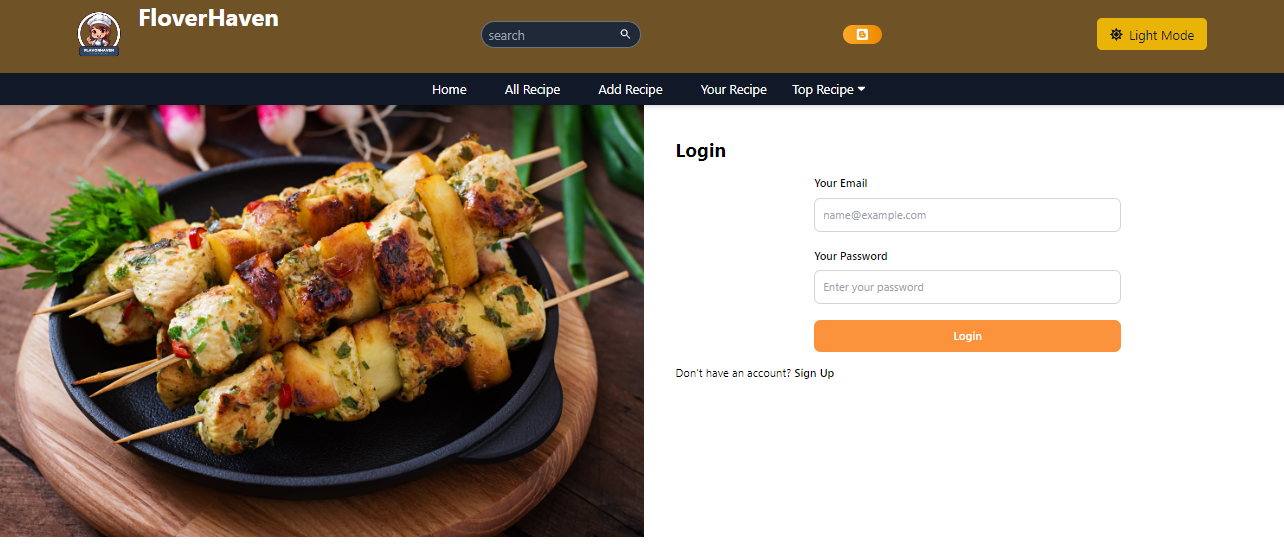 FloverHaven
FLAVORHAVEN
search
Light Mode
Home
All Recipe
Add Recipe
Your Recipe
Top Recipe
Login
Your Email
name@example.com
Your Password
Enter your password
Login
Don't have an account? Sign Up